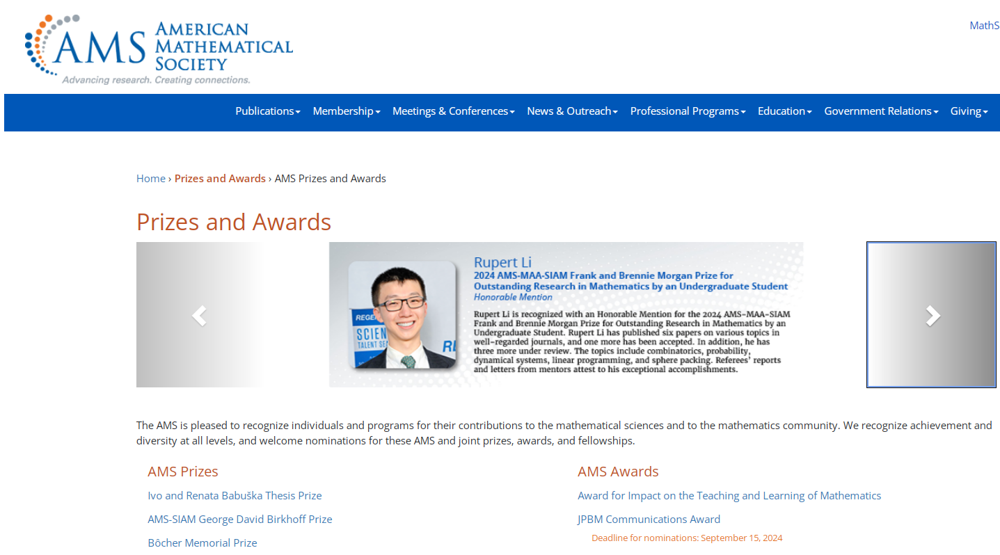 AMS AMERICAN
MATHEMATICAL
SOCIETY
Advancing research. Creating connections.
MathS
Publications Membership Meetings & Conferences News & Outreach Professional Programs Education Government Relations Giving
Home › Prizes and Awards › AMS Prizes and Awards
Prizes and Awards
Rupert Li
2024 AMS-MAA-SIAM Frank and Brennie Morgan Prize for
Outstanding Research in Mathematics by an Undergraduate Student
Honorable Mention
Rupert Li is recognized with an Honorable Mention for the 2024 AMS-MAA-SIAM
Frank and Brennie Morgan Prize for Outstanding Research in Mathematics by an
Undergraduate Student. Rupert Li has published six papers on various topics in
well-regarded journals, and one more has been accepted. In addition, he has
three more under review. The topics include combinatorics, probability,
dynamical systems, linear programming, and sphere packing. Referees' reports
and letters from mentors attest to his exceptional accomplishments.
REGE
SCIEN
TALENT SE
RE
The AMS is pleased to recognize individuals and programs for their contributions to the mathematical sciences and to the mathematics community. We recognize achievement and
diversity at all levels, and welcome nominations for these AMS and joint prizes, awards, and fellowships.
AMS Prizes
Ivo and Renata Babuška Thesis Prize
AMS-SIAM George David Birkhoff Prize
Bôcher Memorial Prize
AMS Awards
Award for Impact on the Teaching and Learning of Mathematics
JPBM Communications Award
Deadline for nominations: September 15, 2024